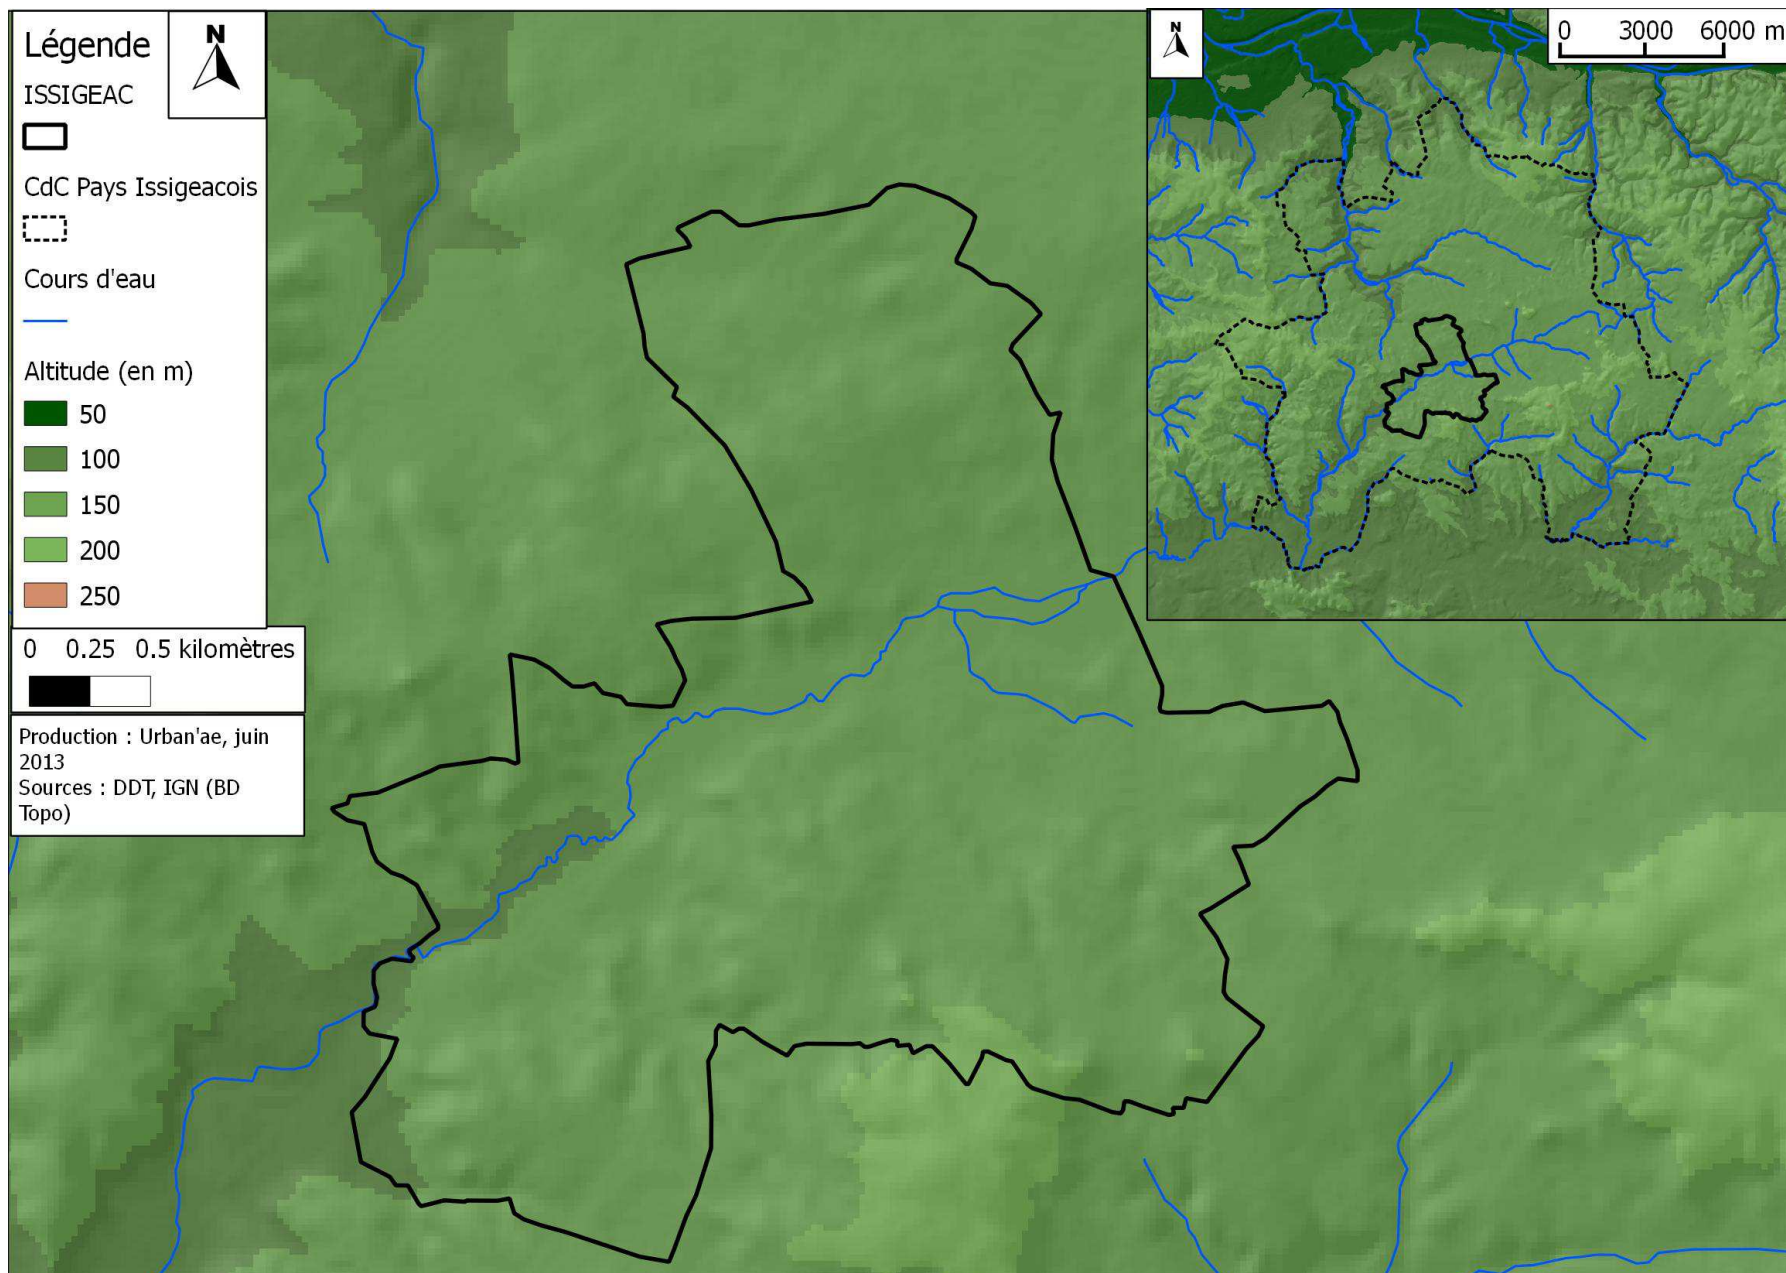 Légende
N
ISSIGEAC
CdC Pays Issigeacois
Cours d'eau
Altitude (en m)
50
100
150
200
250
0 0.25 0.5 kilomètres
Production : Urban'ae, juin
2013
Sources : DDT, IGN (BD
Topo)
N
0 3000 6000 m